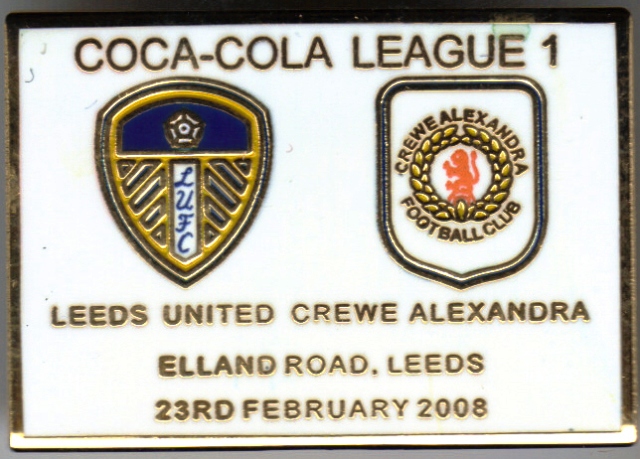 COCA-COLA LEAGUE 1
LUFC
CREWE ALEXANDRA
FOOTBALL CLUB
LEEDS UNITED CREWE ALEXANDRA
ELLAND ROAD, LEEDS
23RD FEBRUARY 2008